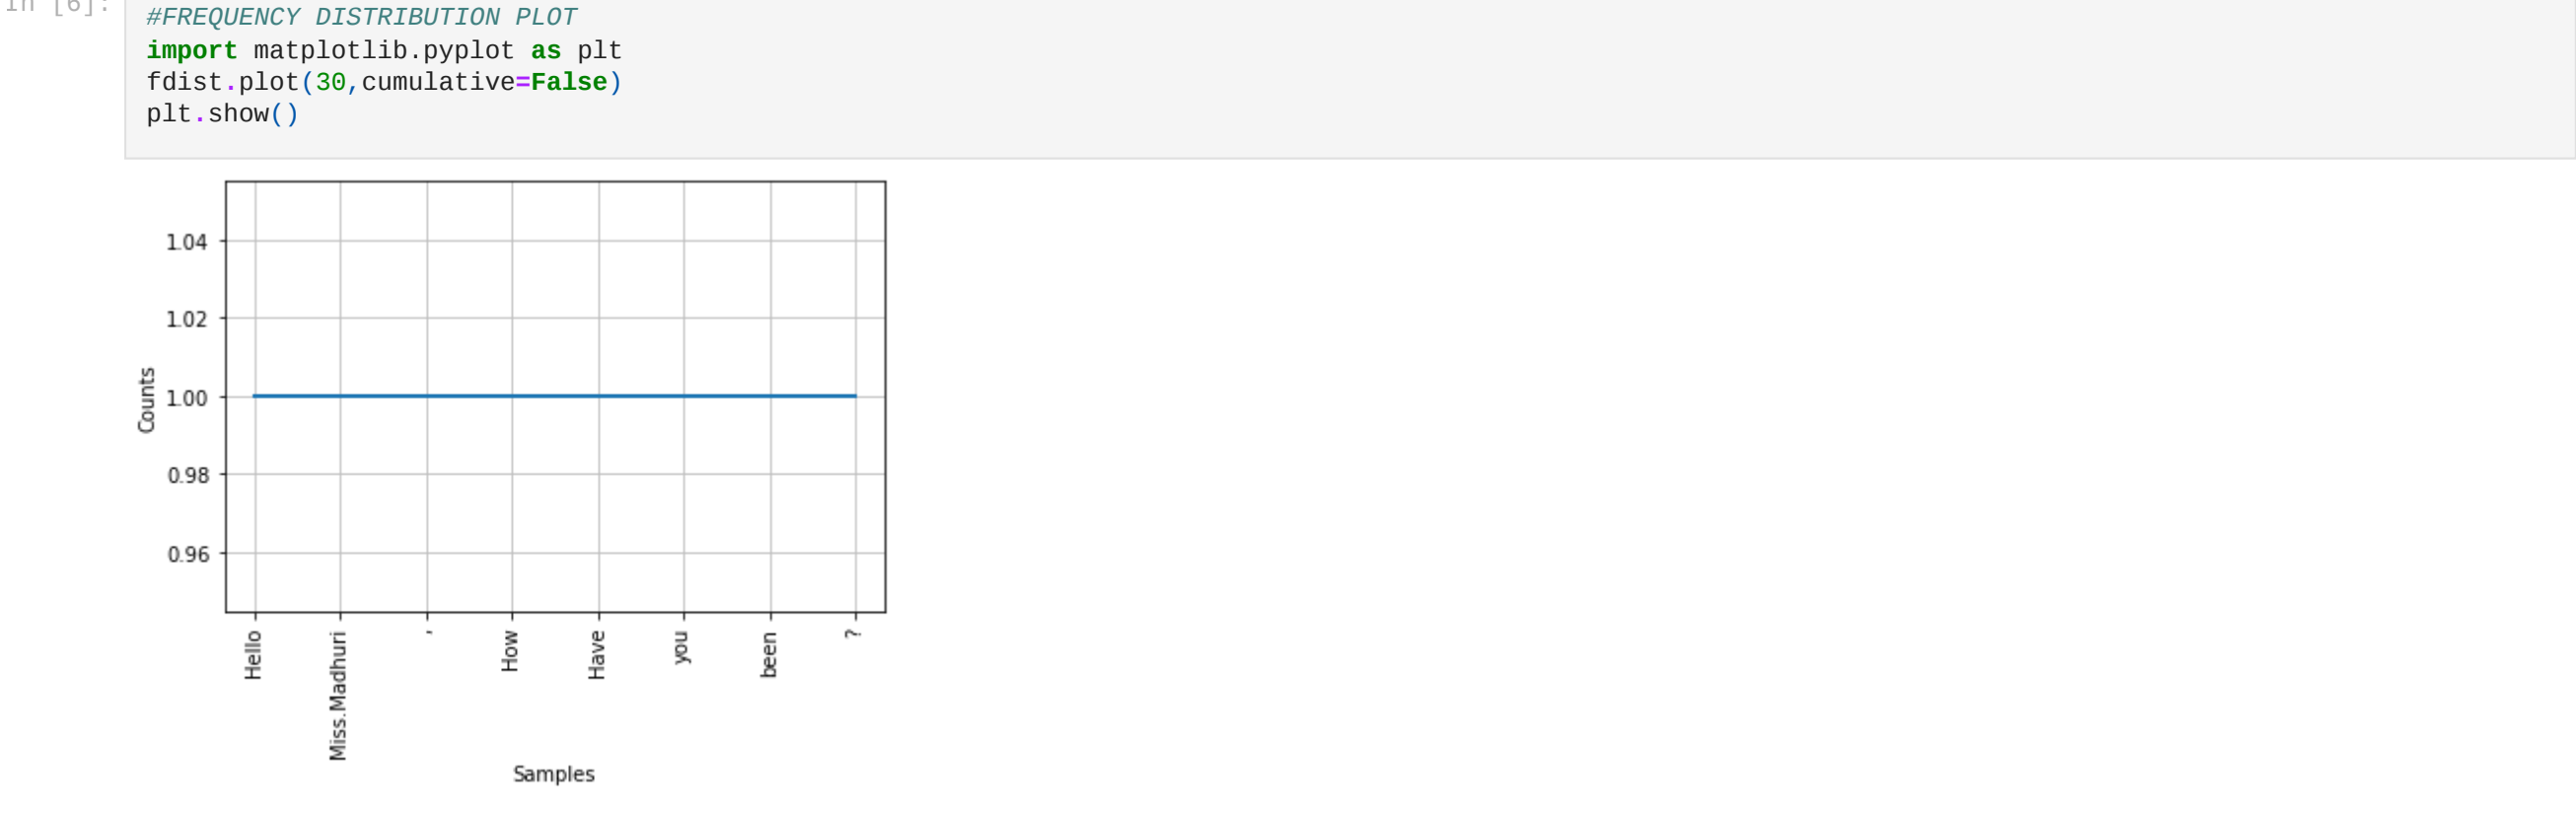 In [6]:
#FREQUENCY DISTRIBUTION PLOT
import matplotlib.pyplot as plt
fdist.plot(30,cumulative=False)
plt.show()
1.04
1.02
1.00
0.98
0.96
Counts
Hello
Miss.Madhuri
,
How
Have
you
been
?
Samples